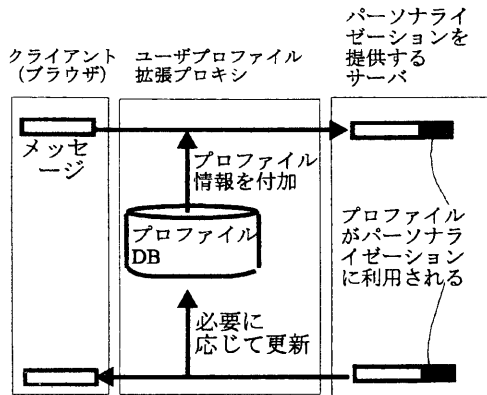 クライアント
（ブラウザ）
ユーザプロファイル
拡張プロキシ
パーソナライ
ゼーションを
提供する
サーバ
メッセ
ージ
プロファイル
情報を付加
プロファイル
DB
必要に
応じて更新
プロファイル
がパーソナラ
イゼーション
に利用される